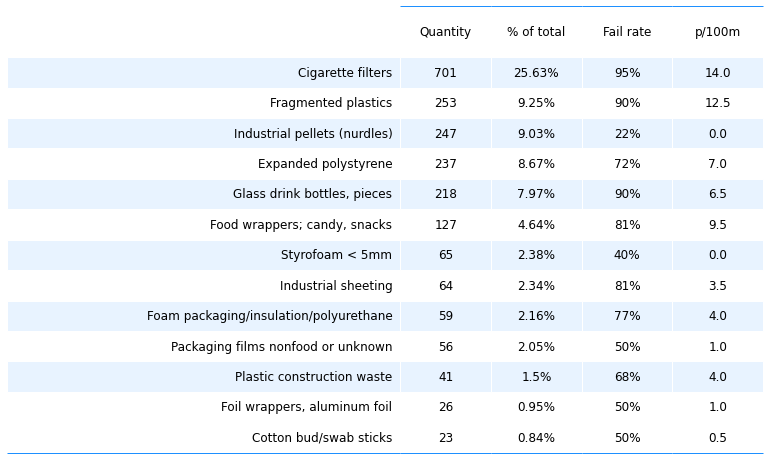 Quantity % of total Fail rate p/100m
Cigarette filters 701 25.63% 95% 14.0
Fragmented plastics 253 9.25% 90% 12.5
Industrial pellets (nurdles) 247 9.03% 22% 0.0
Expanded polystyrene 237 8.67% 72% 7.0
Glass drink bottles, pieces 218 7.97% 90% 6.5
Food wrappers; candy, snacks 127 4.64% 81% 9.5
Styrofoam < 5mm 65 2.38% 40% 0.0
Industrial sheeting 64 2.34% 81% 3.5
Foam packaging/insulation/polyurethane 59 2.16% 77% 4.0
Packaging films nonfood or unknown 56 2.05% 50% 1.0
Plastic construction waste 41 1.5% 68% 4.0
Foil wrappers, aluminum foil 26 0.95% 50% 1.0
Cotton bud/swab sticks 23 0.84% 50% 0.5